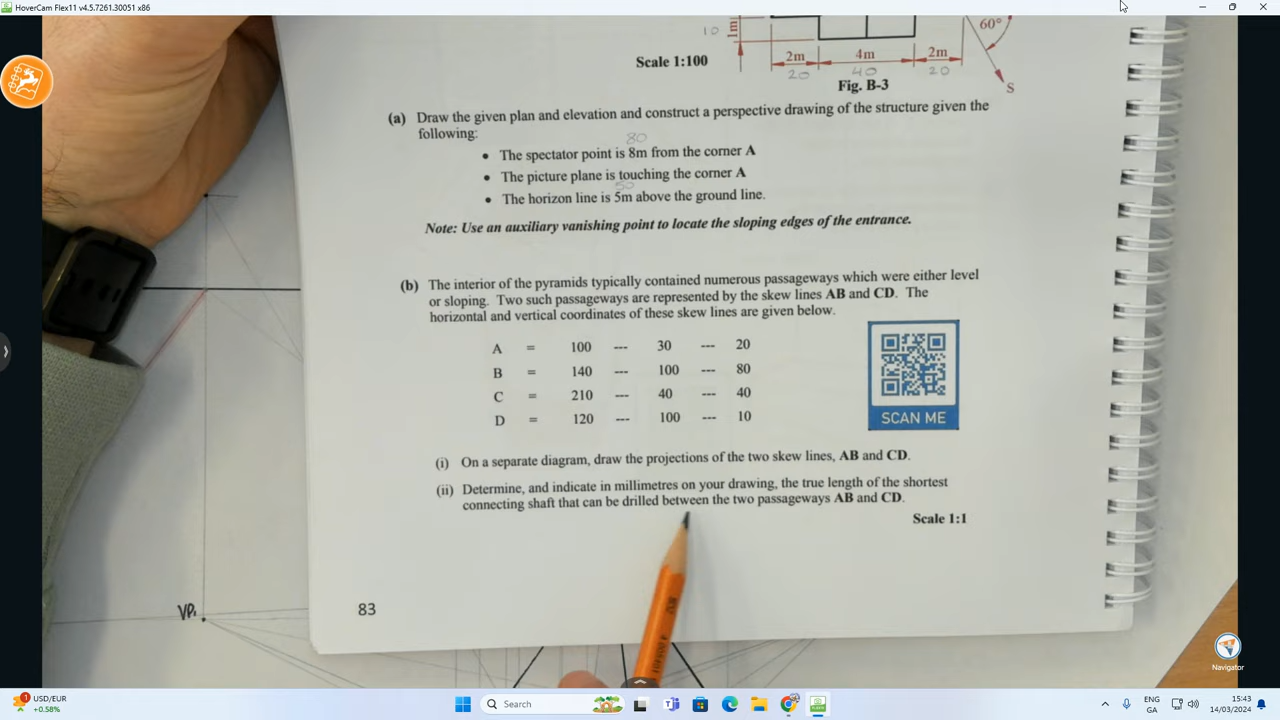 HoverCam Flex11 v4.5.7261.30051 x86
10
1m
60°
2m
4m
2m
20
40
20
S
Scale 1:100
Fig. B-3
(a) Draw the given plan and elevation and construct a perspective drawing of the structure given the
following:
80
• The spectator point is 8m from the corner A
• The picture plane is touching the corner A
50
• The horizon line is 5m above the ground line.
Note: Use an auxiliary vanishing point to locate the sloping edges of the entrance.
(b) The interior of the pyramids typically contained numerous passageways which were either level
or sloping. Two such passageways are represented by the skew lines AB and CD. The
horizontal and vertical coordinates of these skew lines are given below.
A = 100 --- 30 --- 20
B = 140 --- 100 --- 80
C = 210 --- 40 --- 40
D = 120 --- 100 --- 10
SCAN ME
(i) On a separate diagram, draw the projections of the two skew lines, AB and CD.
(ii) Determine, and indicate in millimetres on your drawing, the true length of the shortest
connecting shaft that can be drilled between the two passageways AB and CD.
Scale 1:1
83
VP1
Navigator
USD/EUR
+0.58%
Search
ENG
GA
15:43
14/03/2024